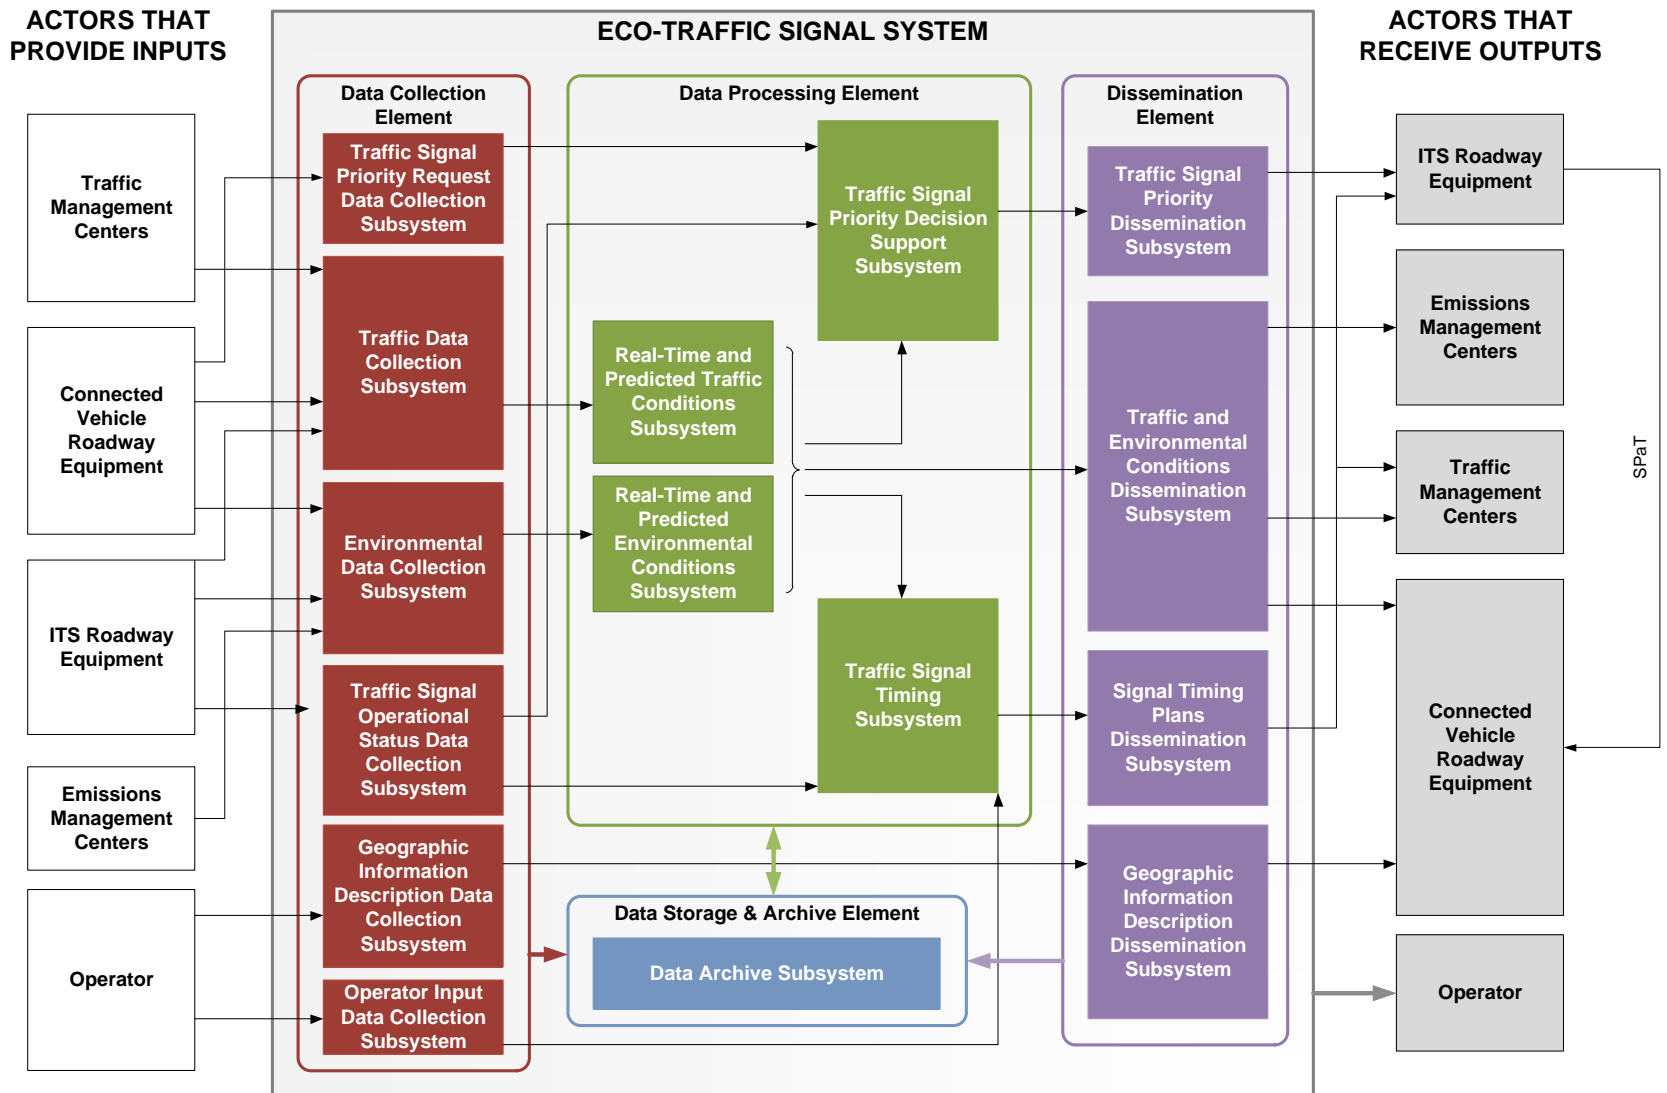 ACTORS THAT
PROVIDE INPUTS
ECO-TRAFFIC SIGNAL SYSTEM
ACTORS THAT
RECEIVE OUTPUTS
Traffic
Management
Centers
Connected
Vehicle
Roadway
Equipment
ITS Roadway
Equipment
Emissions
Management
Centers
Operator
Data Collection
Element
Traffic Signal
Priority Request
Data Collection
Subsystem
Traffic Data
Collection
Subsystem
Environmental
Data Collection
Subsystem
Traffic Signal
Operational
Status Data
Collection
Subsystem
Geographic
Information
Description Data
Collection
Subsystem
Operator Input
Data Collection
Subsystem
Data Processing Element
Traffic Signal
Priority Decision
Support
Subsystem
Real-Time and
Predicted Traffic
Conditions
Subsystem
Real-Time and
Predicted
Environmental
Conditions
Subsystem
Traffic Signal
Timing
Subsystem
Data Storage & Archive Element
Data Archive Subsystem
Dissemination
Element
Traffic Signal
Priority
Dissemination
Subsystem
Traffic and
Environmental
Conditions
Dissemination
Subsystem
Signal Timing
Plans
Dissemination
Subsystem
Geographic
Information
Description
Dissemination
Subsystem
ITS Roadway
Equipment
Emissions
Management
Centers
Traffic
Management
Centers
Connected
Vehicle
Roadway
Equipment
Operator
SPaT